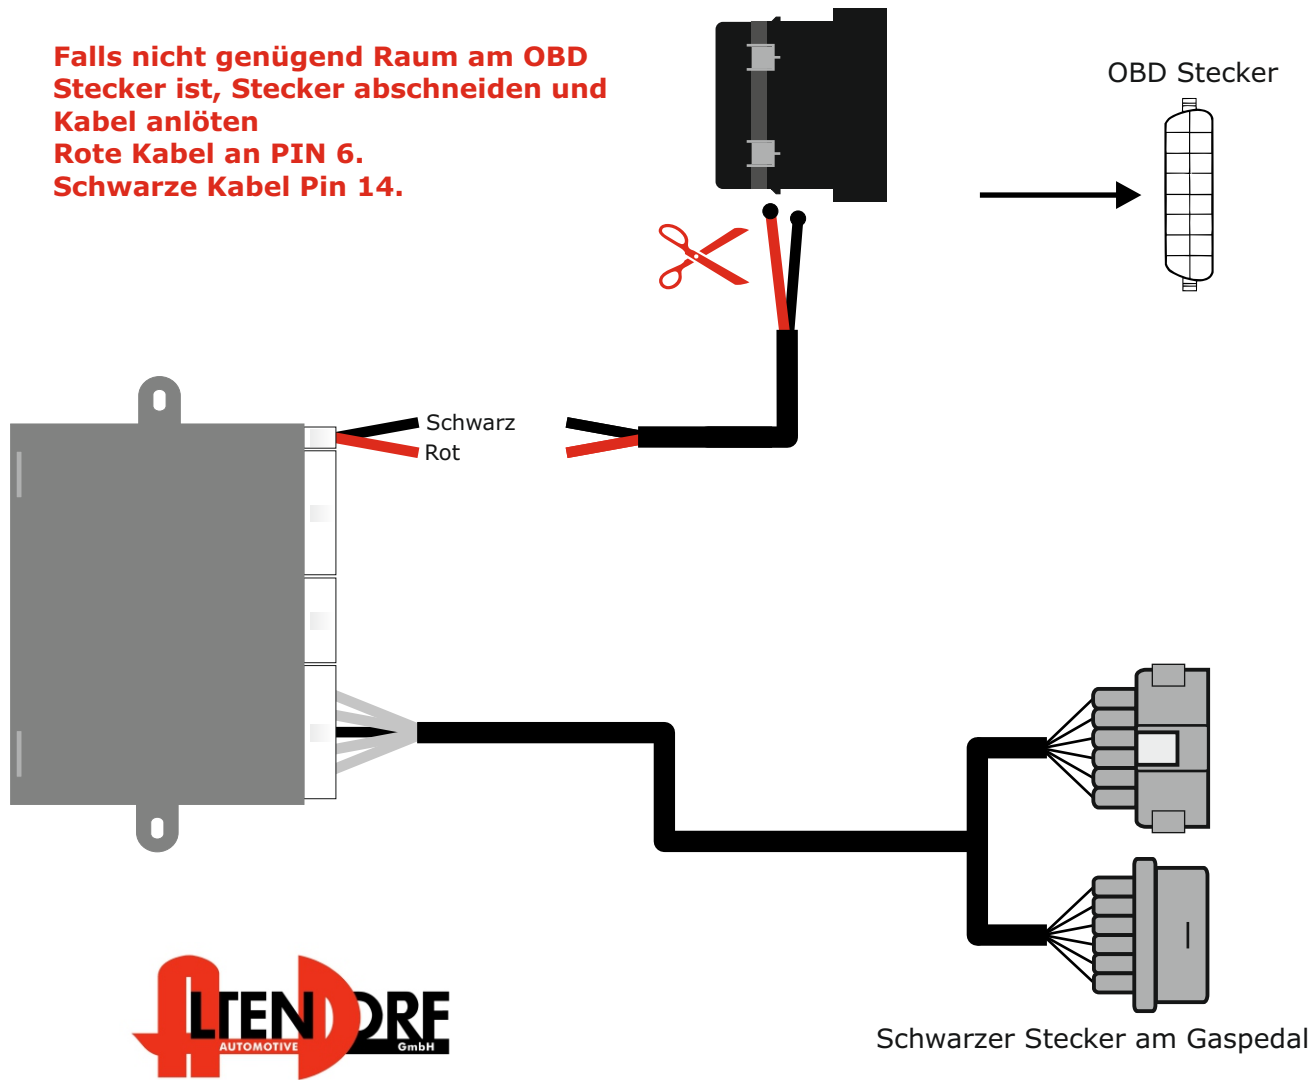 Falls nicht genügend Raum am OBD
Stecker ist, Stecker abschneiden und
Kabel anlöten
Rote Kabel an PIN 6.
Schwarze Kabel Pin 14.
OBD Stecker
Schwarz
Rot
Schwarzer Stecker am Gaspedal
ALTENDORF
AUTOMOTIVE GmbH